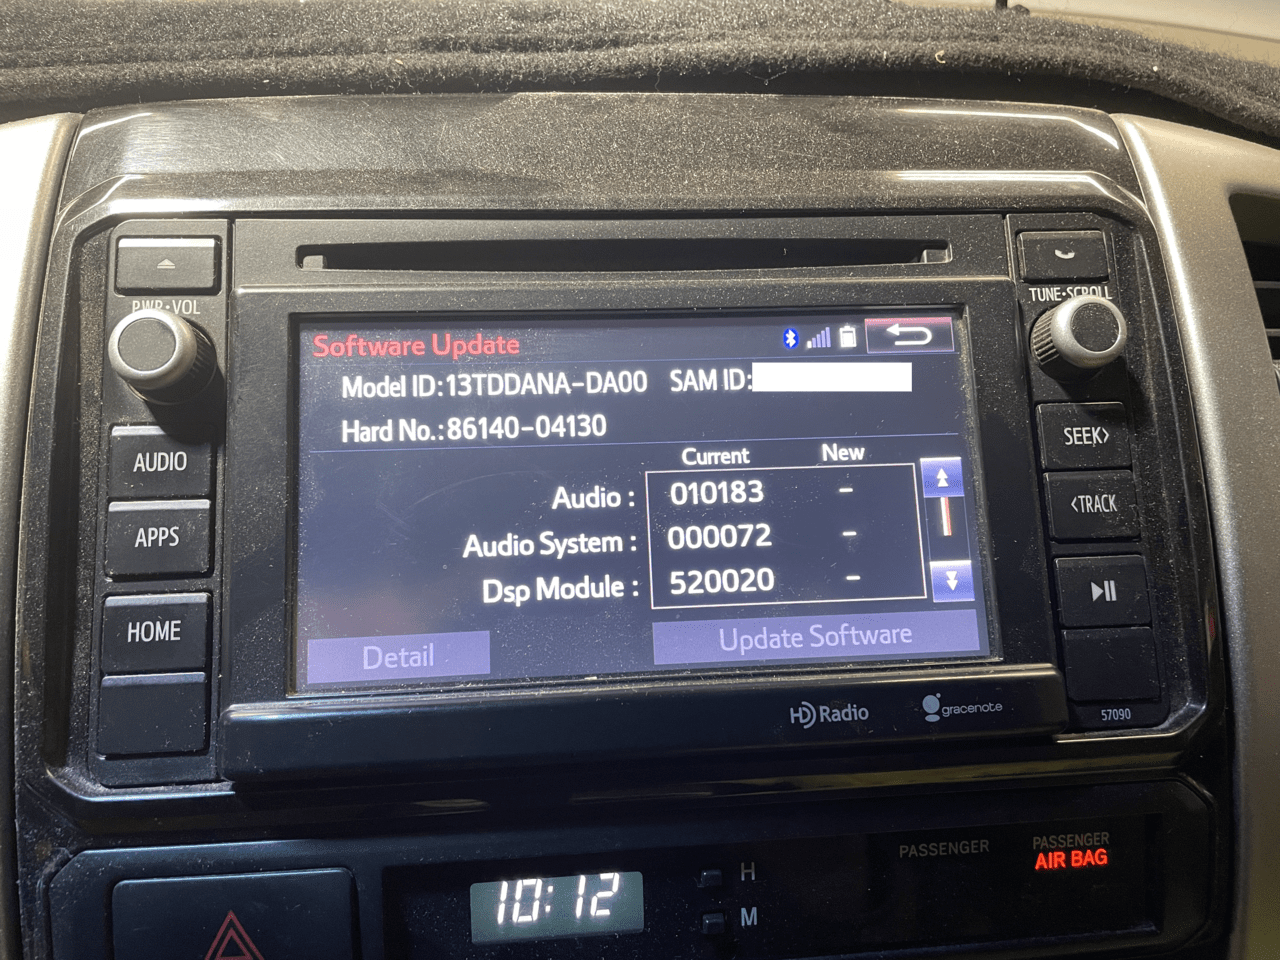 PWR•VOL
TUNE•SCROLL
Software Update
Model ID:13TDDANA-DA00 SAM ID:
Hard No.:86140-04130
Current New
Audio : 010183 -
Audio System : 000072 -
Dsp Module : 520020 -
Detail
Update Software
AUDIO
APPS
HOME
SEEK>
<TRACK
HD Radio
gracenote
57090
10:12
H
M
PASSENGER
PASSENGER
AIR BAG